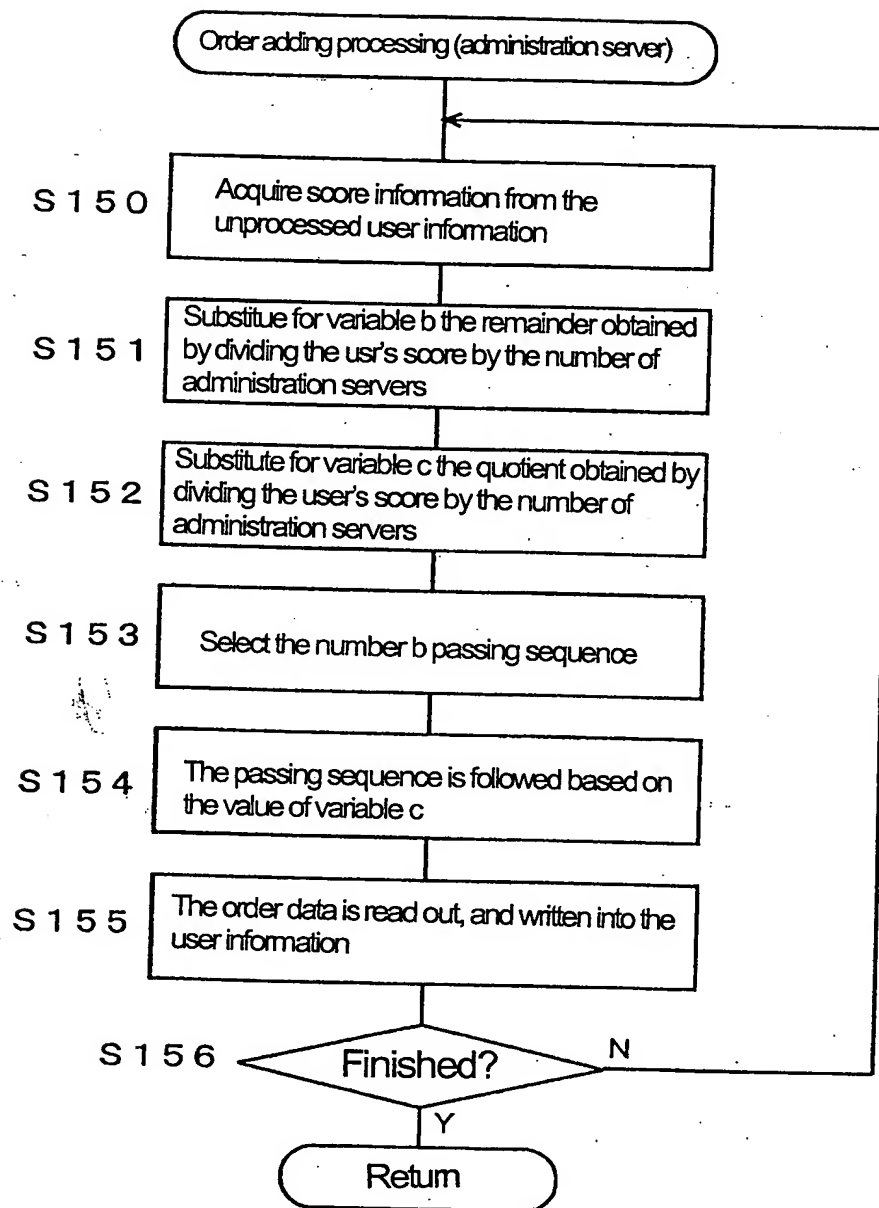 Order adding processing (administration server)
S150
Acquire score information from the
unprocessed user information
S151
Substitue for variable b the remainder obtained
by dividing the usr's score by the number of
administration servers
S152
Substitute for variable c the quotient obtained by
dividing the user's score by the number of
administration servers
S153
Select the number b passing sequence
S154
The passing sequence is followed based on
the value of variable c
S155
The order data is read out, and written into the
user information
S156
Finished?
N
Y
Return